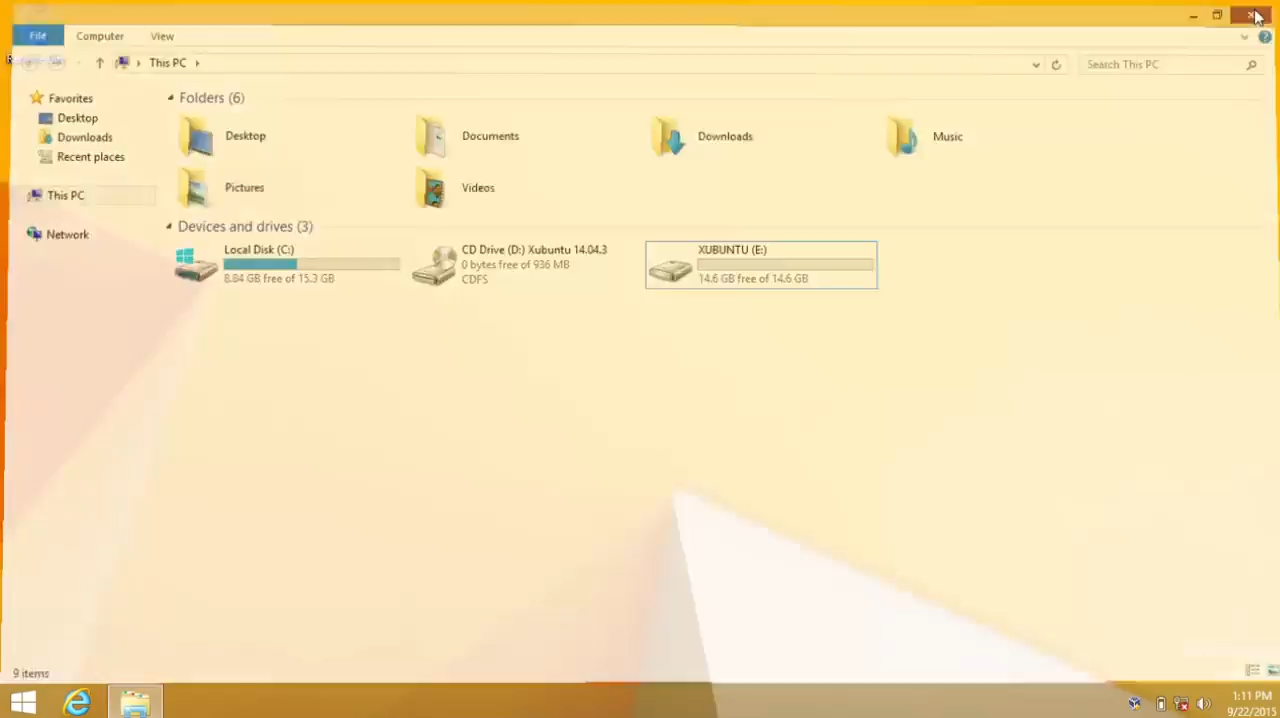 File Computer View
This PC Search This PC
Favorites
Desktop
Downloads
Recent places
This PC
Network
Folders (6)
Desktop Documents Downloads Music
Pictures Videos
Devices and drives (3)
Local Disk (C:)
8.84 GB free of 15.3 GB
CD Drive (D:) Xubuntu 14.04.3
0 bytes free of 936 MB
CDFS
XUBUNTU (E:)
14.6 GB free of 14.6 GB
9 items
1:11 PM
9/22/2015